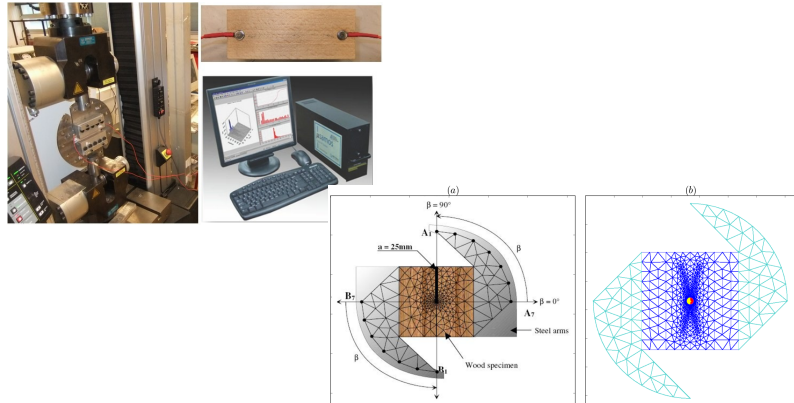 (a)
(b)
β = 90°
A₁
β
a = 25mm
B₇
β=0°
A₇
β
Steel arms
Wood specimen
B₁